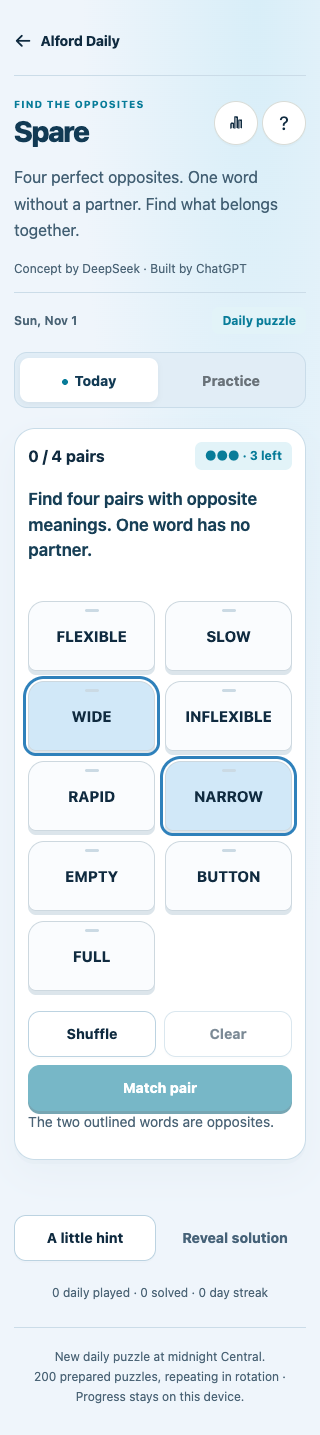 ← Alford Daily
FIND THE OPPOSITES
Spare
?
Four perfect opposites. One word
without a partner. Find what belongs
together.
Concept by DeepSeek · Built by ChatGPT
Sun, Nov 1
Daily puzzle
Today
Practice
0 / 4 pairs
●●● · 3 left
Find four pairs with opposite
meanings. One word has no
partner.
FLEXIBLE
SLOW
WIDE
INFLEXIBLE
RAPID
NARROW
EMPTY
BUTTON
FULL
Shuffle
Clear
Match pair
The two outlined words are opposites.
A little hint
Reveal solution
0 daily played · 0 solved · 0 day streak
New daily puzzle at midnight Central.
200 prepared puzzles, repeating in rotation ·
Progress stays on this device.